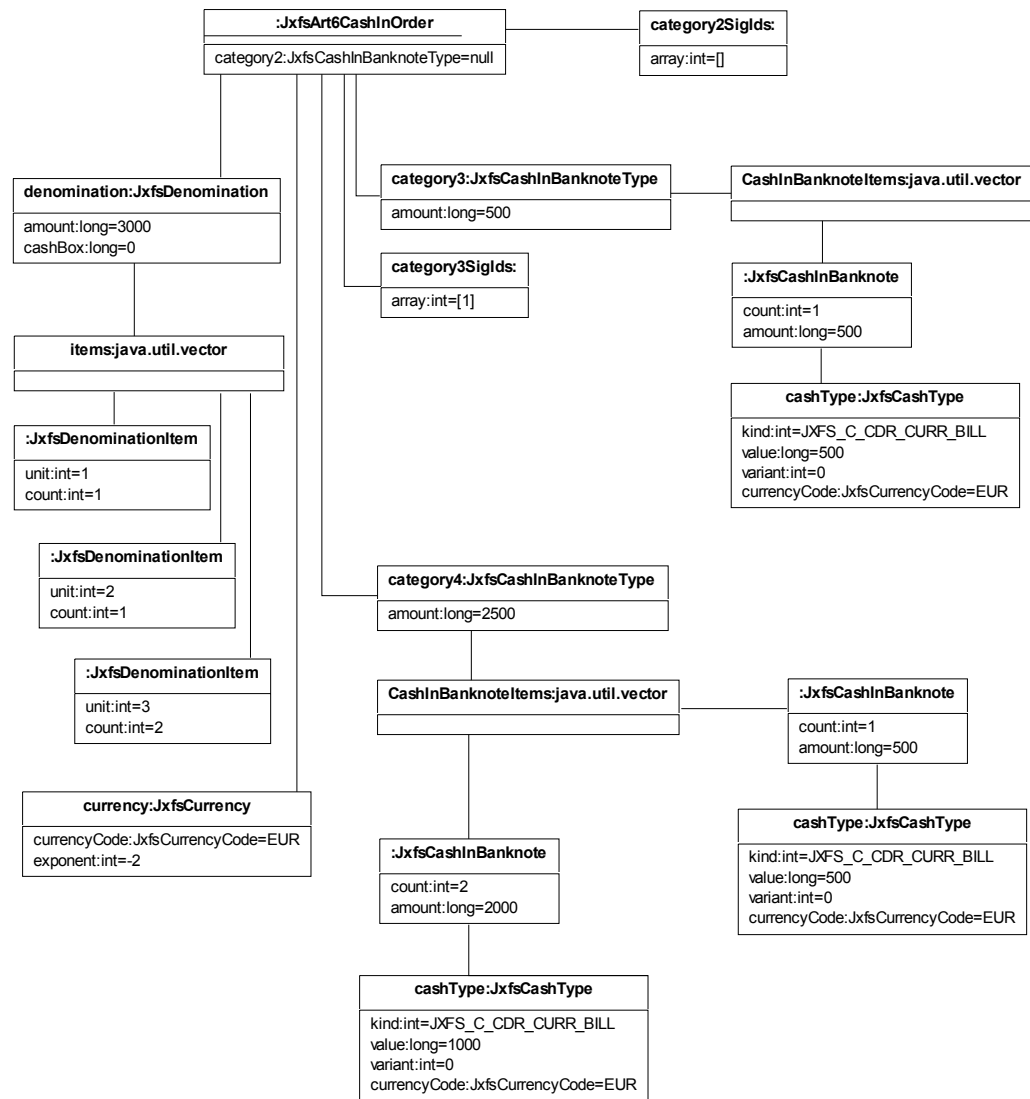 :JxfsArt6CashInOrder
category2:JxfsCashInBanknoteType=null
category2SigIds:
array:int=[]
denomination:JxfsDenomination
amount:long=3000
cashBox:long=0
category3:JxfsCashInBanknoteType
amount:long=500
CashInBanknoteItems:java.util.vector
category3SigIds:
array:int=[1]
:JxfsCashInBanknote
count:int=1
amount:long=500
items:java.util.vector
cashType:JxfsCashType
kind:int=JXFS_C_CDR_CURR_BILL
value:long=500
variant:int=0
currencyCode:JxfsCurrencyCode=EUR
:JxfsDenominationItem
unit:int=1
count:int=1
:JxfsDenominationItem
unit:int=2
count:int=1
category4:JxfsCashInBanknoteType
amount:long=2500
:JxfsDenominationItem
unit:int=3
count:int=2
CashInBanknoteItems:java.util.vector
:JxfsCashInBanknote
count:int=1
amount:long=500
currency:JxfsCurrency
currencyCode:JxfsCurrencyCode=EUR
exponent:int=-2
cashType:JxfsCashType
kind:int=JXFS_C_CDR_CURR_BILL
value:long=500
variant:int=0
currencyCode:JxfsCurrencyCode=EUR
:JxfsCashInBanknote
count:int=2
amount:long=2000
cashType:JxfsCashType
kind:int=JXFS_C_CDR_CURR_BILL
value:long=1000
variant:int=0
currencyCode:JxfsCurrencyCode=EUR